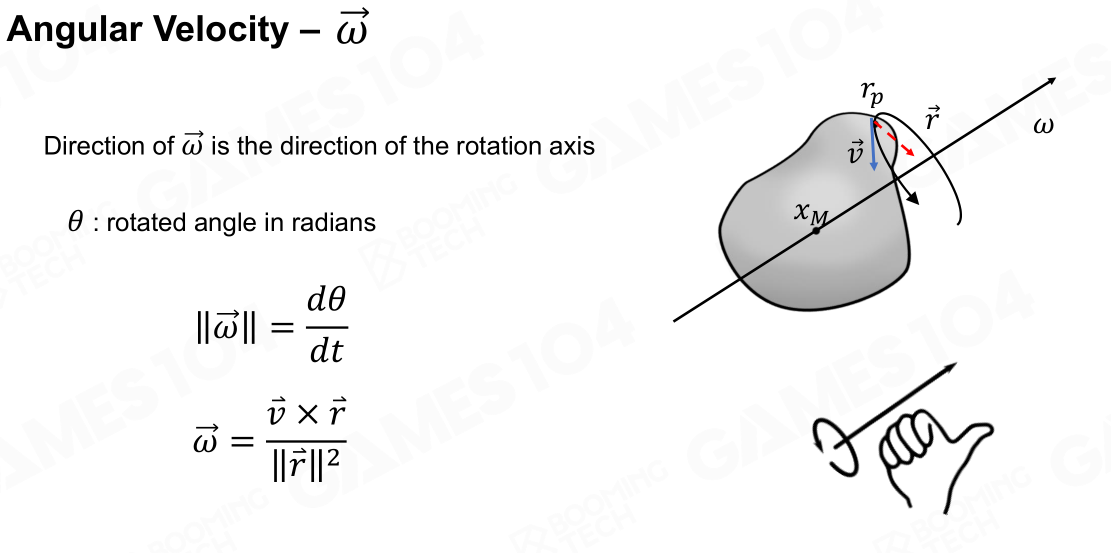 Angular Velocity – $\vec{\omega}$
Direction of $\vec{\omega}$ is the direction of the rotation axis
θ : rotated angle in radians
$\|\vec{\omega}\| = \frac{d\theta}{dt}$
$\vec{\omega} = \frac{\vec{v} \times \vec{r}}{\|\vec{r}\|^2}$
$r_p$
$\vec{r}$
ω
$\vec{v}$
$x_M$
GAMES104
BOOMING
TECH